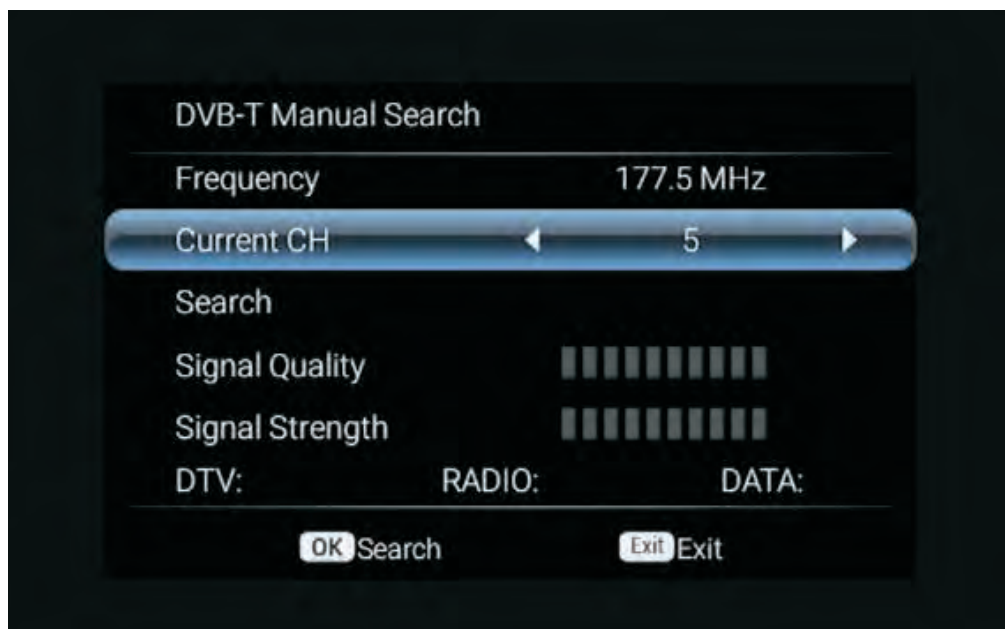 DVB-T Manual Search
Frequency 177.5 MHz
Current CH 5
Search
Signal Quality
Signal Strength
DTV: RADIO: DATA:
OK Search Exit Exit